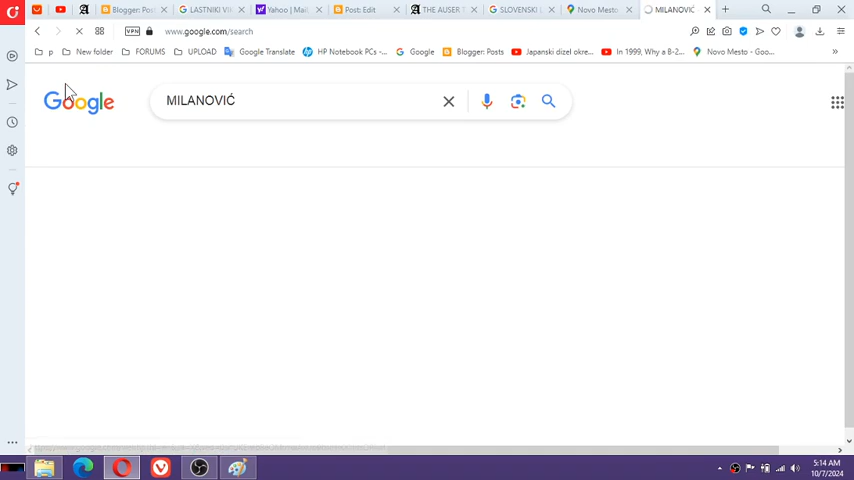 Blogger: Pos
LASTNIKI VI
Yahoo | Mail
Post: Edit
THE AUSER T
SLOVENSKI L
Novo Mesto
MILANOVIĆ
VPN
www.google.com/search
p
New folder
FORUMS
UPLOAD
Google Translate
HP Notebook PCs -...
Google
Blogger: Posts
Japanski dizel okre...
In 1999, Why a B-2...
Novo Mesto - Goo...
Google
MILANOVIĆ
5:14 AM
10/7/2024